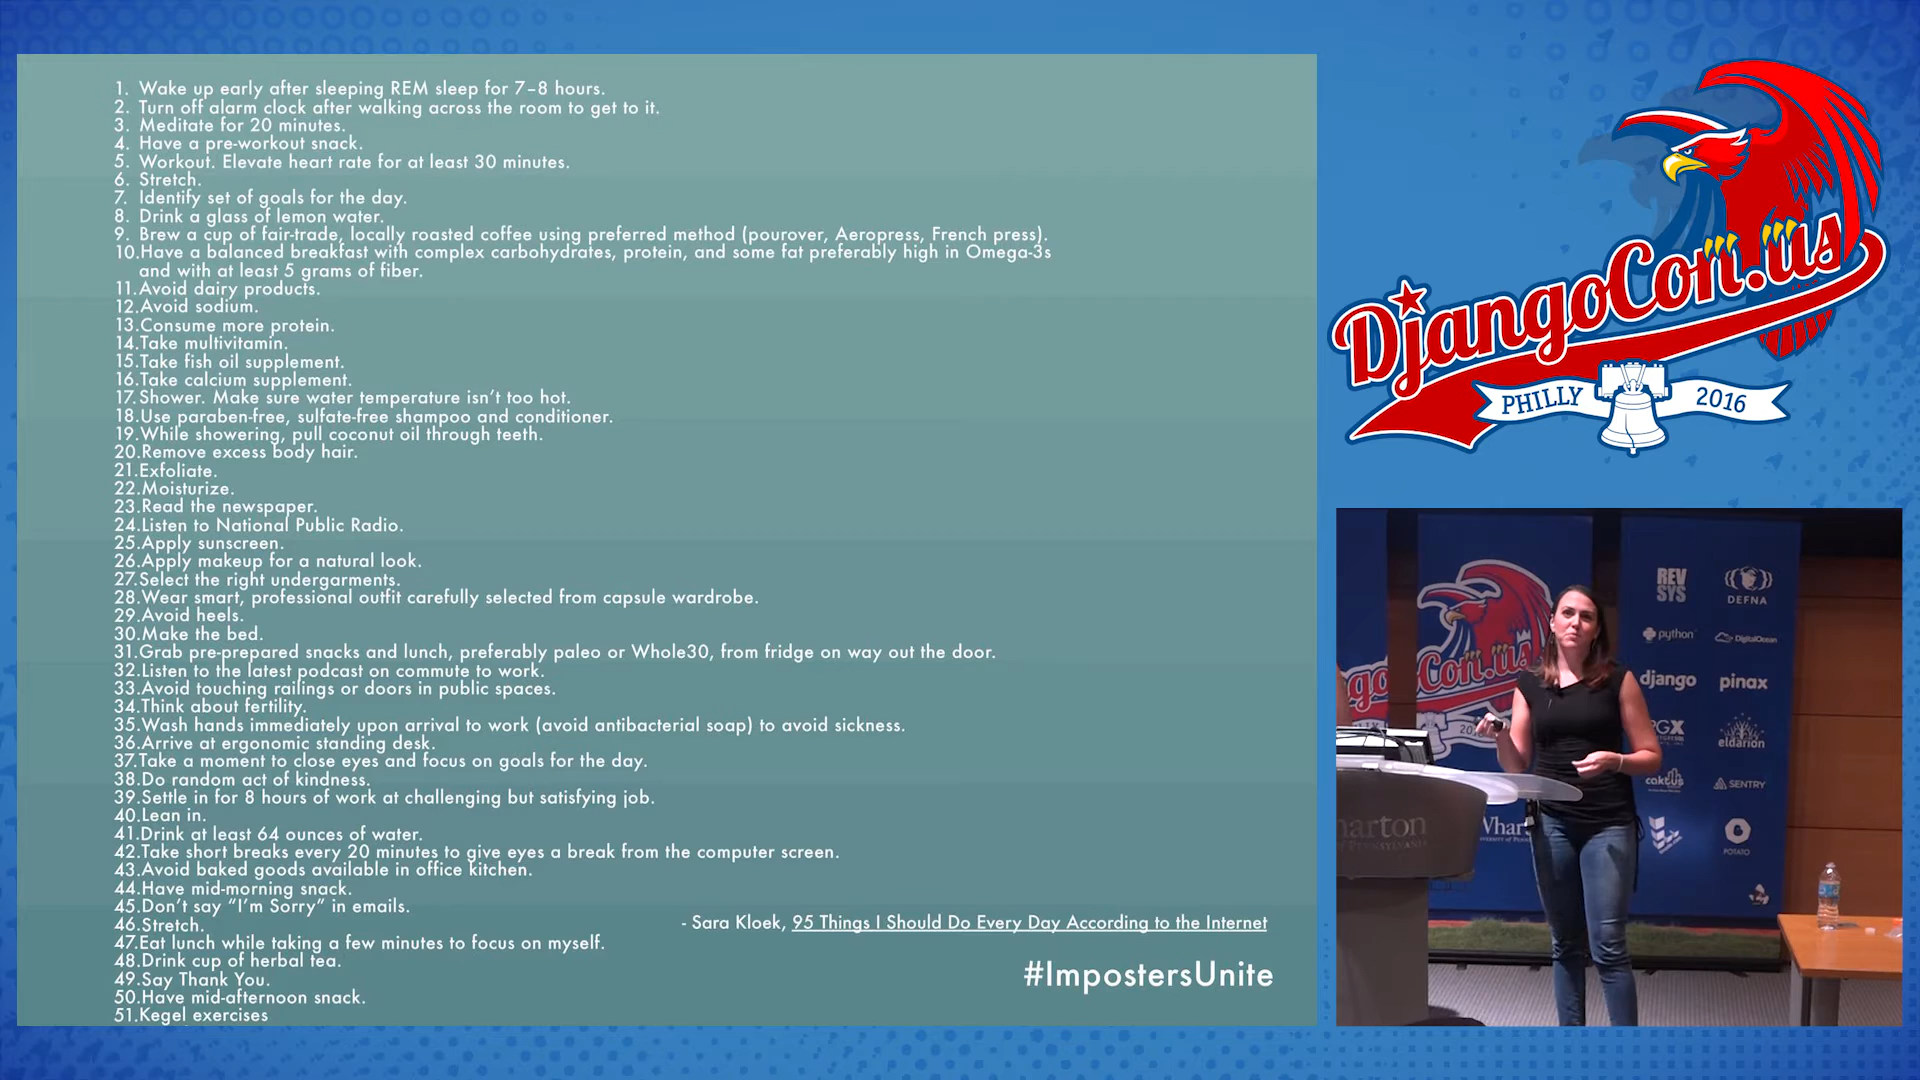 1. Wake up early after sleeping REM sleep for 7–8 hours.
2. Turn off alarm clock after walking across the room to get to it.
3. Meditate for 20 minutes.
4. Have a pre-workout snack.
5. Workout. Elevate heart rate for at least 30 minutes.
6. Stretch.
7. Identify set of goals for the day.
8. Drink a glass of lemon water.
9. Brew a cup of fair-trade, locally roasted coffee using preferred method (pourover, Aeropress, French press).
10.Have a balanced breakfast with complex carbohydrates, protein, and some fat preferably high in Omega-3s
and with at least 5 grams of fiber.
11.Avoid dairy products.
12.Avoid sodium.
13.Consume more protein.
14.Take multivitamin.
15.Take fish oil supplement.
16.Take calcium supplement.
17.Shower. Make sure water temperature isn’t too hot.
18.Use paraben-free, sulfate-free shampoo and conditioner.
19.While showering, pull coconut oil through teeth.
20.Remove excess body hair.
21.Exfoliate.
22.Moisturize.
23.Read the newspaper.
24.Listen to National Public Radio.
25.Apply sunscreen.
26.Apply makeup for a natural look.
27.Select the right undergarments.
28.Wear smart, professional outfit carefully selected from capsule wardrobe.
29.Avoid heels.
30.Make the bed.
31.Grab pre-prepared snacks and lunch, preferably paleo or Whole30, from fridge on way out the door.
32.Listen to the latest podcast on commute to work.
33.Avoid touching railings or doors in public spaces.
34.Think about fertility.
35.Wash hands immediately upon arrival to work (avoid antibacterial soap) to avoid sickness.
36.Arrive at ergonomic standing desk.
37.Take a moment to close eyes and focus on goals for the day.
38.Do random act of kindness.
39.Settle in for 8 hours of work at challenging but satisfying job.
40.Lean in.
41.Drink at least 64 ounces of water.
42.Take short breaks every 20 minutes to give eyes a break from the computer screen.
43.Avoid baked goods available in office kitchen.
44.Have mid-morning snack.
45.Don’t say “I’m Sorry” in emails.
46.Stretch.
47.Eat lunch while taking a few minutes to focus on myself.
48.Drink cup of herbal tea.
49.Say Thank You.
50.Have mid-afternoon snack.
51.Kegel exercises
- Sara Kloek, 95 Things I Should Do Every Day According to the Internet
#ImpostersUnite
DjangoCon.us
PHILLY 2016
REV
SYS
DEFNA
python
DigitalOcean
django
pinax
PGX
eldarion
caktus
SENTRY
POTATO